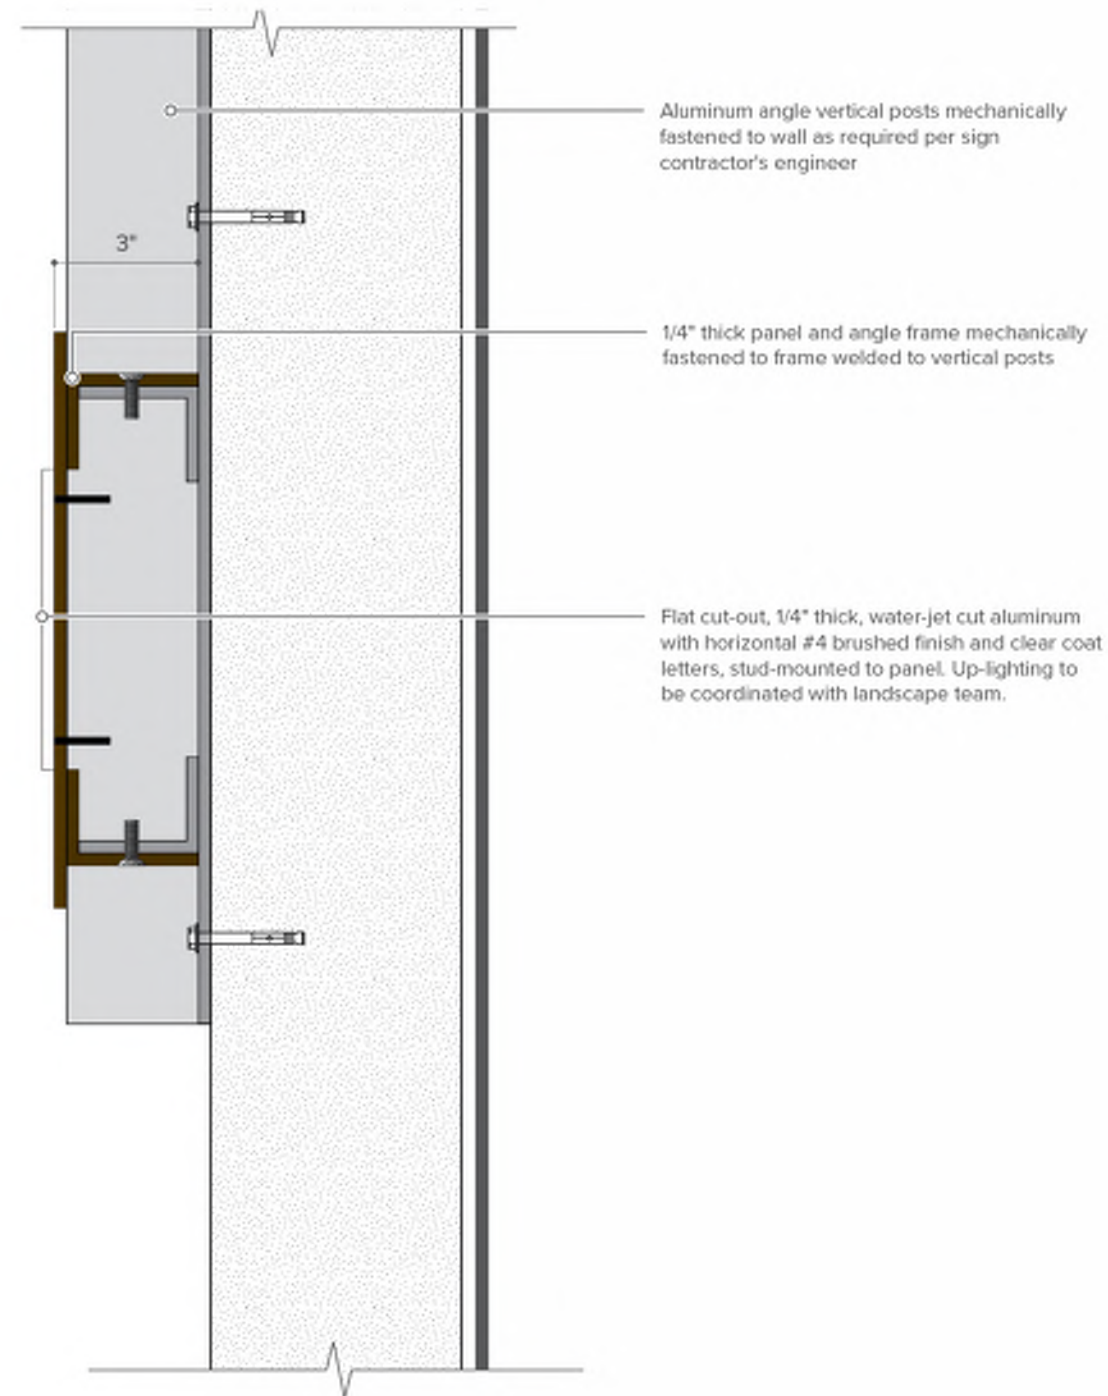 Aluminum angle vertical posts mechanically
fastened to wall as required per sign
contractor's engineer
3"
1/4" thick panel and angle frame mechanically
fastened to frame welded to vertical posts
Flat cut-out, 1/4" thick, water-jet cut aluminum
with horizontal #4 brushed finish and clear coat
letters, stud-mounted to panel. Up-lighting to
be coordinated with landscape team.